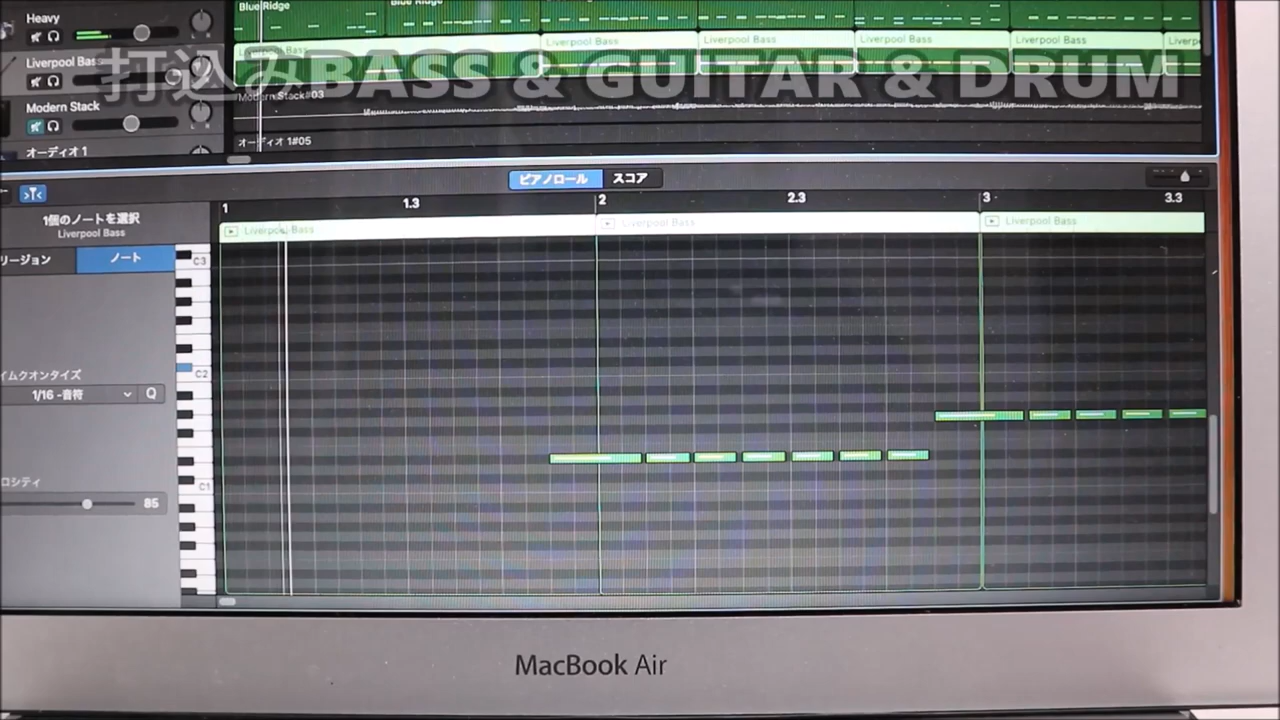 Heavy
Blue Ridge
Blue Ridge
Liverpool Bass
Liverpool Bass
Liverpool Bass
Liverpool Bass
Liverpool Bass
Liverpool Bass
打込みBASS & GUITAR & DRUM
Modern Stack
Modern Stack#03
L R
オーディオ 1
オーディオ 1#05
ピアノロール スコア
1個のノートを選択
Liverpool Bass
1 1.3 2 2.3 3 3.3
Liverpool Bass Liverpool Bass Liverpool Bass
リージョン ノート
C3
イムクオンタイズ
C2
1/16 -音符 Q
ロシティ
C1
85
MacBook Air